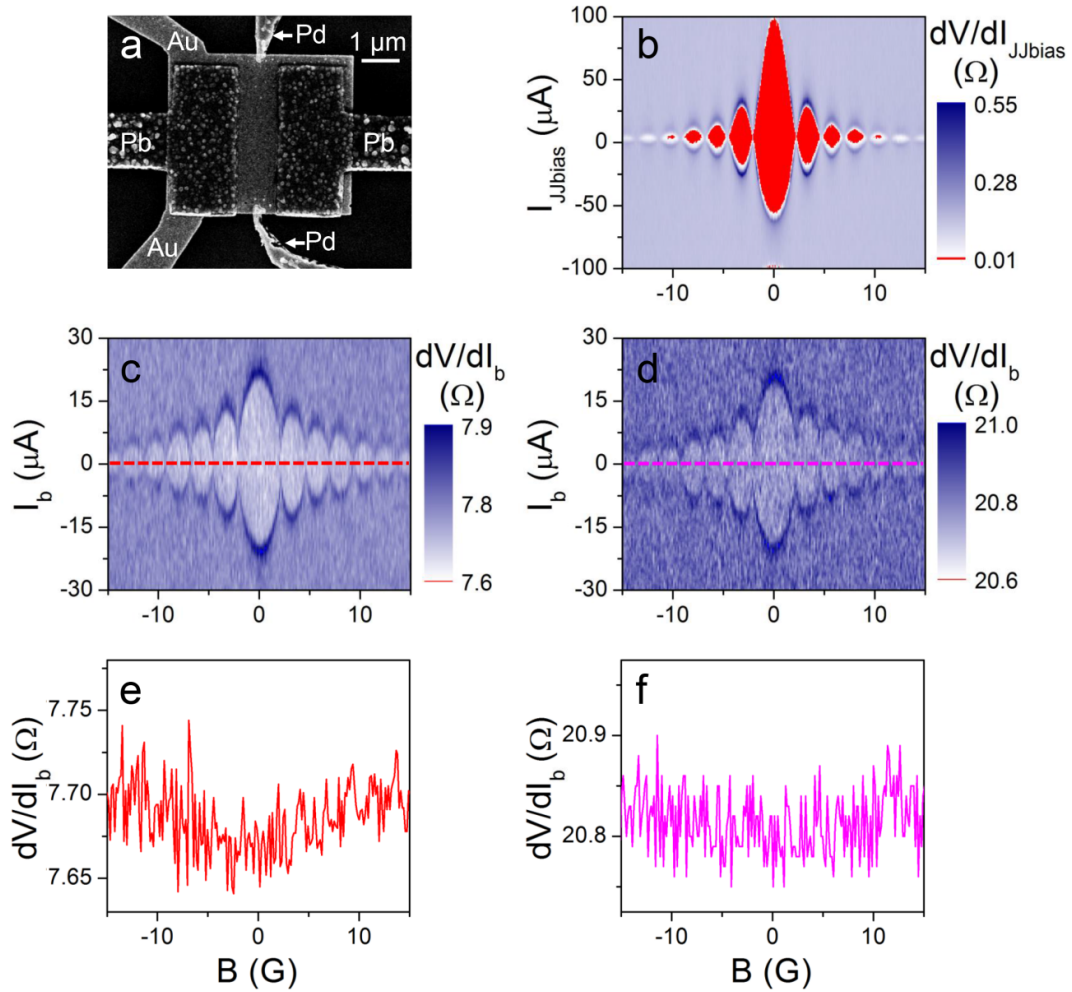 a
Au
Pd
1 μm
Pb
Pb
Au
Pd
b
I_JJbias (μA)
100
50
0
-50
-100
-10
0
10
dV/dI_JJbias
(Ω)
0.55
0.28
0.01
c
I_b (μA)
30
15
0
-15
-30
-10
0
10
dV/dI_b
(Ω)
7.9
7.8
7.6
d
I_b (μA)
30
15
0
-15
-30
-10
0
10
dV/dI_b
(Ω)
21.0
20.8
20.6
e
dV/dI_b (Ω)
7.75
7.70
7.65
-10
0
10
B (G)
f
dV/dI_b (Ω)
20.9
20.8
-10
0
10
B (G)